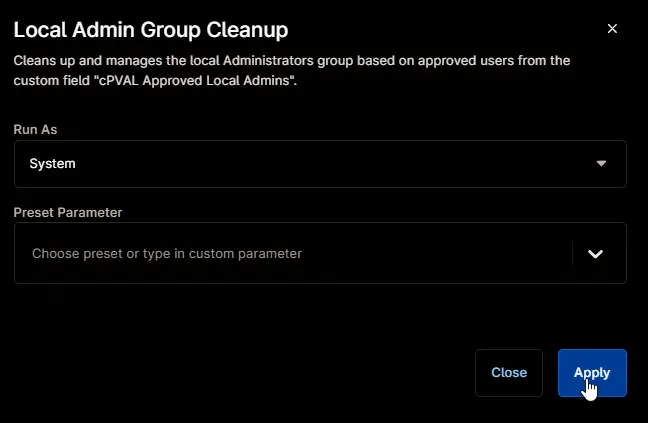 Local Admin Group Cleanup
Cleans up and manages the local Administrators group based on approved users from the
custom field "cPVAL Approved Local Admins".
Run As
System
Preset Parameter
Choose preset or type in custom parameter
Close
Apply